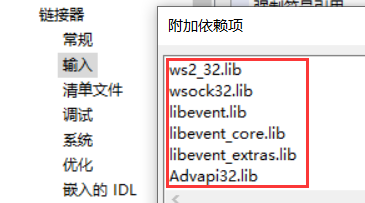 链接器
常规
输入
清单文件
调试
系统
优化
嵌入的 IDL
附加依赖项
ws2_32.lib
wsock32.lib
libevent.lib
libevent_core.lib
libevent_extras.lib
Advapi32.lib